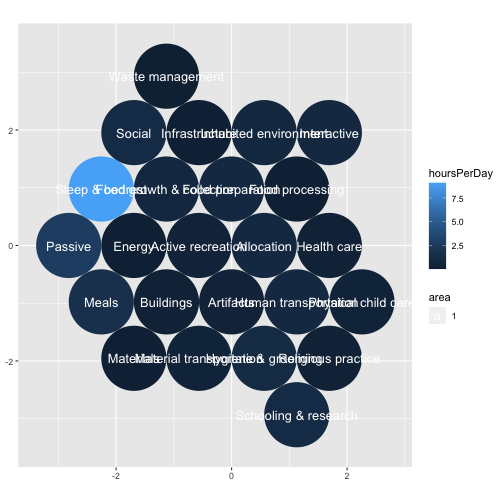 Waste management
Social Infrastructure Inhabited environment Interactive
Sleep & bedrest Food growth & collection Food preparation Food processing
Passive Energy Active recreation Allocation Health care
Meals Buildings Artifacts Human transportation Physical child care
Materials Material transportation Hygiene & grooming Religious practice
Schooling & research
2
0
-2
-2 0 2
hoursPerDay
7.5
5.0
2.5
area
a 1